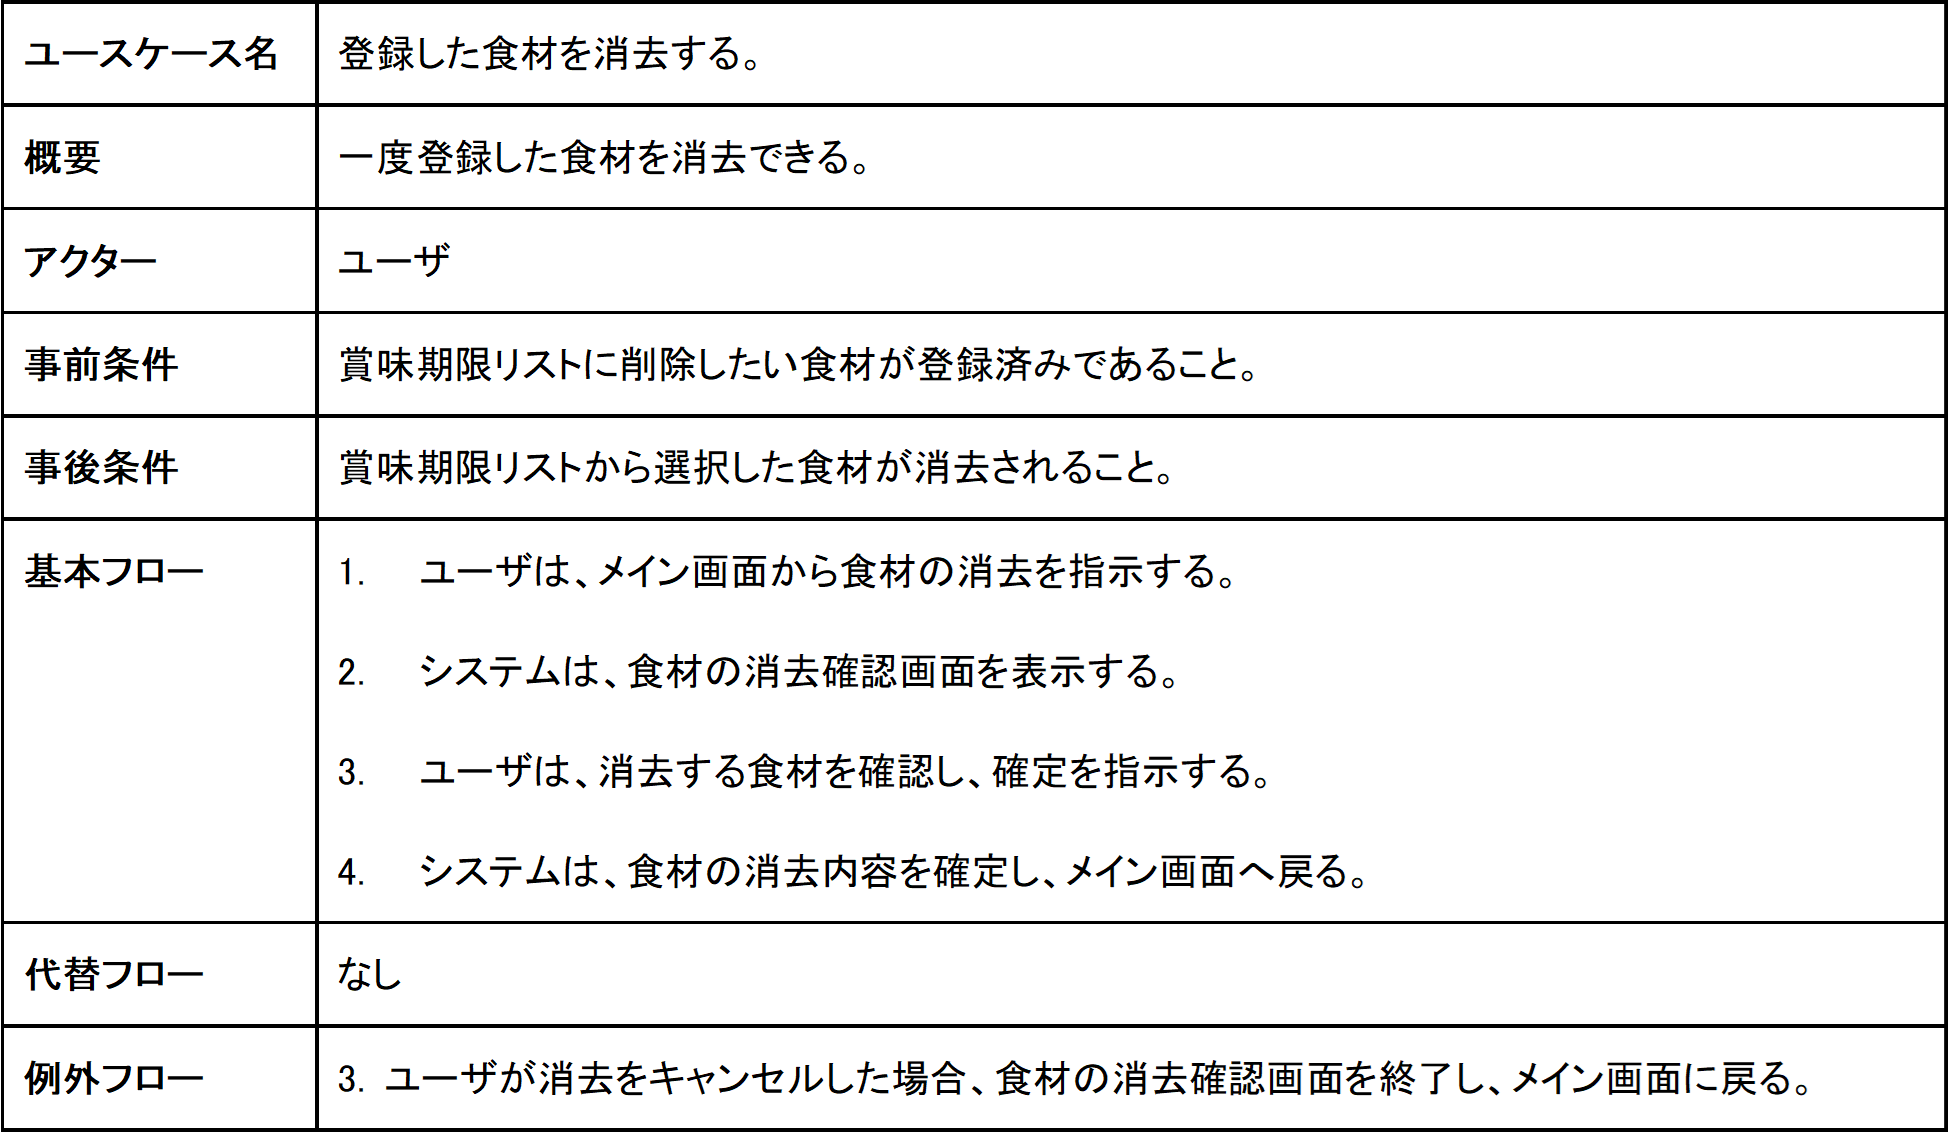 ユースケース名 登録した食材を消去する。
概要 一度登録した食材を消去できる。
アクター ユーザ
事前条件 賞味期限リストに削除したい食材が登録済みであること。
事後条件 賞味期限リストから選択した食材が消去されること。
基本フロー 1. ユーザは、メイン画面から食材の消去を指示する。
2. システムは、食材の消去確認画面を表示する。
3. ユーザは、消去する食材を確認し、確定を指示する。
4. システムは、食材の消去内容を確定し、メイン画面へ戻る。
代替フロー なし
例外フロー 3. ユーザが消去をキャンセルした場合、食材の消去確認画面を終了し、メイン画面に戻る。